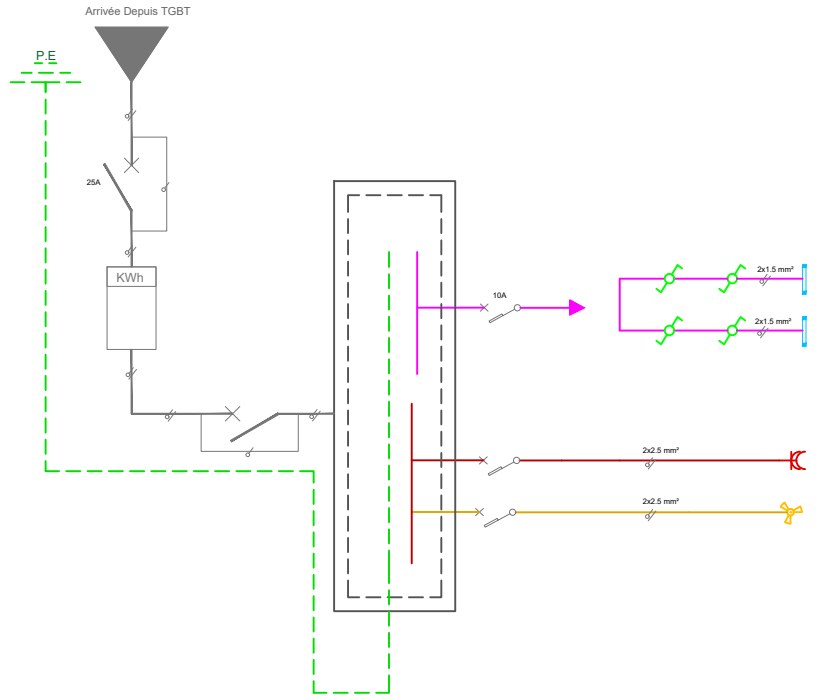 Arrivée Depuis TGBT
P.E
25A
KWh
10A
2x1.5 mm²
2x1.5 mm²
2x2.5 mm²
2x2.5 mm²